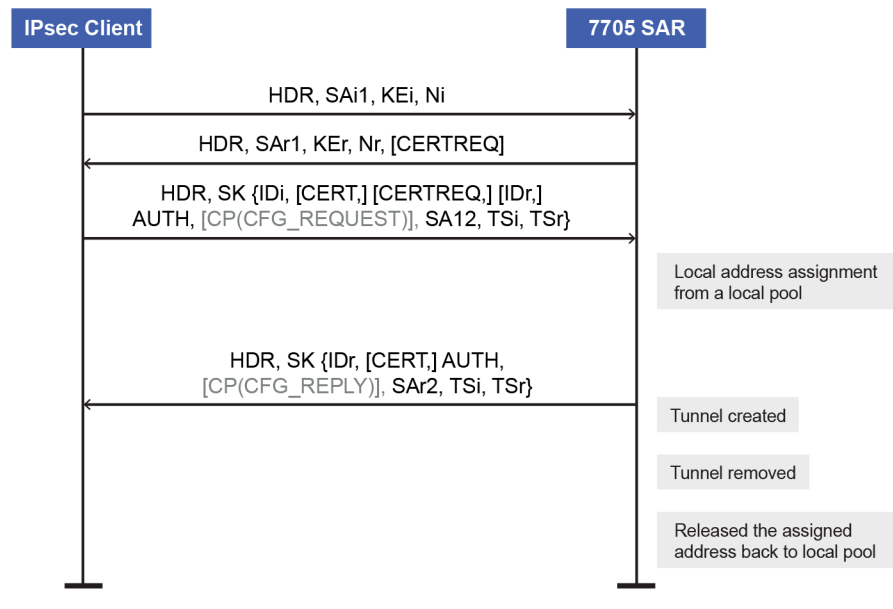 IPsec Client
7705 SAR
HDR, SAi1, KEi, Ni
HDR, SAr1, KEr, Nr, [CERTREQ]
HDR, SK {IDi, [CERT,] [CERTREQ,] [IDr,]
AUTH, [CP(CFG_REQUEST)], SA12, TSi, TSr}
Local address assignment
from a local pool
HDR, SK {IDr, [CERT,] AUTH,
[CP(CFG_REPLY)], SAr2, TSi, TSr}
Tunnel created
Tunnel removed
Released the assigned
address back to local pool